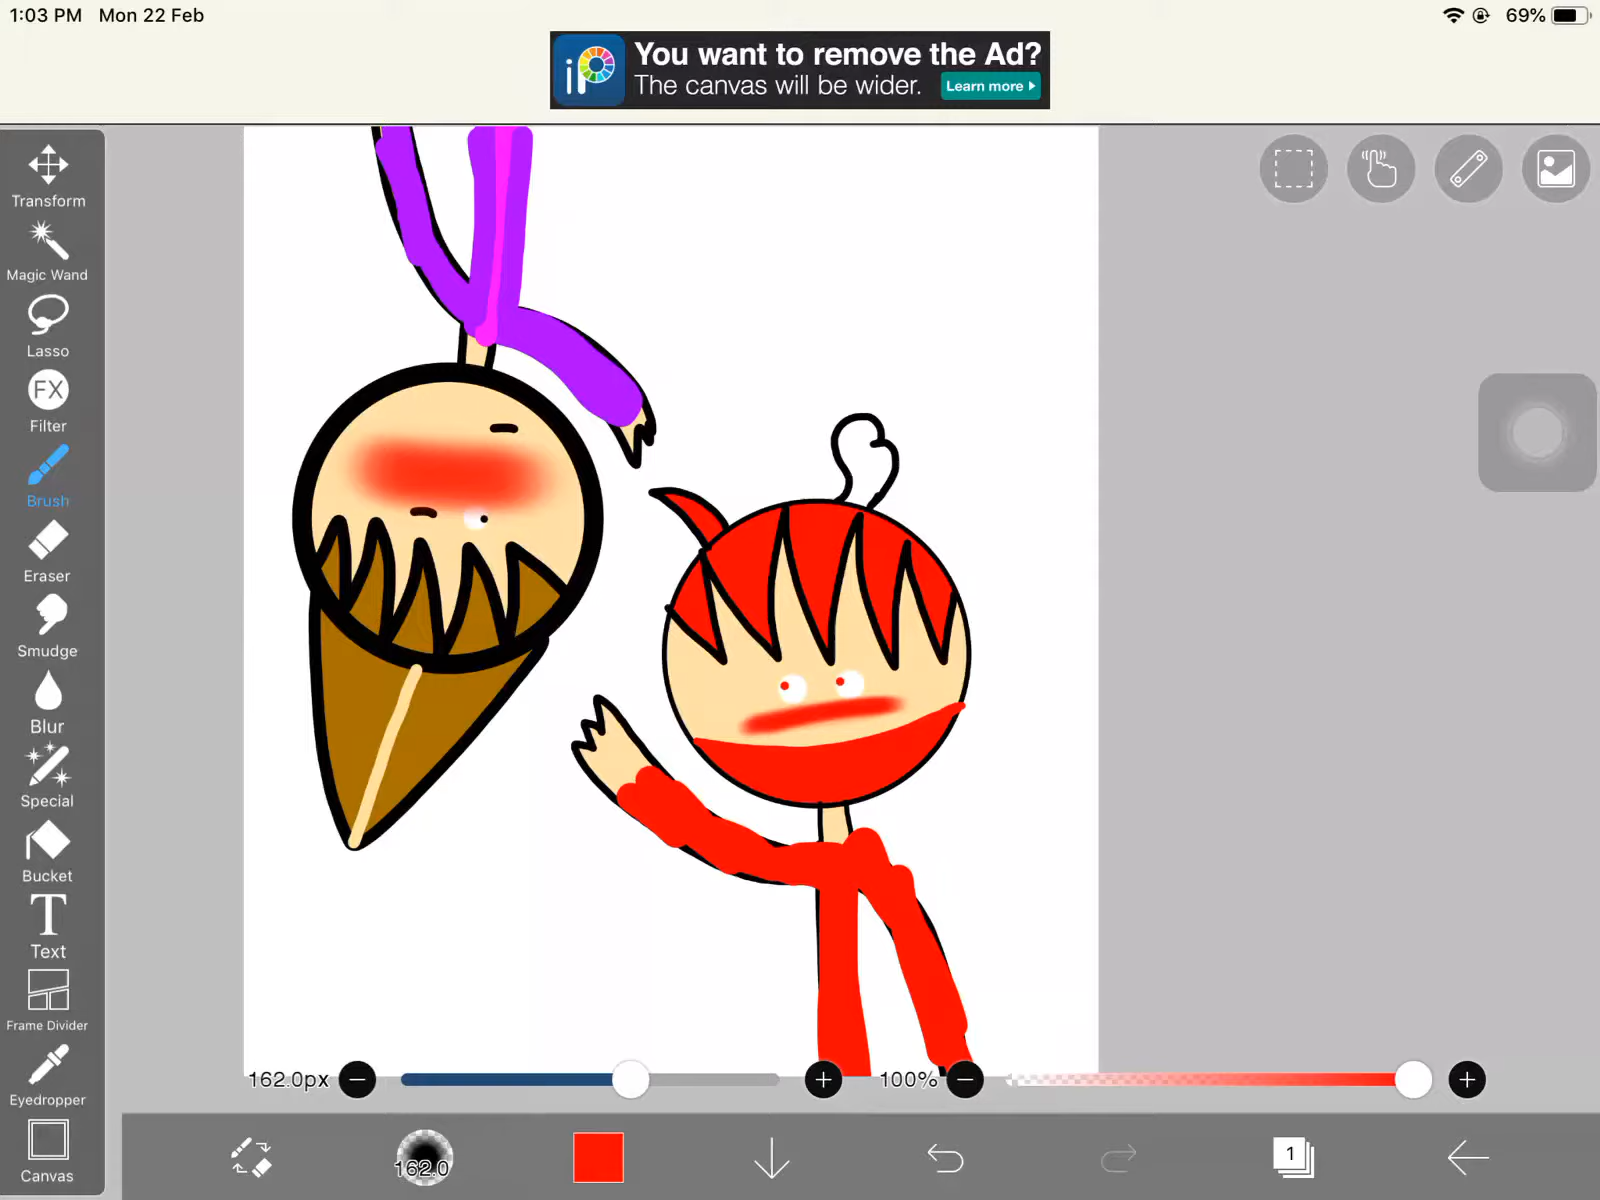 1:03 PM Mon 22 Feb
69%
iP
You want to remove the Ad?
The canvas will be wider.
Learn more
Transform
Magic Wand
Lasso
FX
Filter
Brush
Eraser
Smudge
Blur
Special
Bucket
T
Text
Frame Divider
Eyedropper
Canvas
162.0px
100%
162.0
1